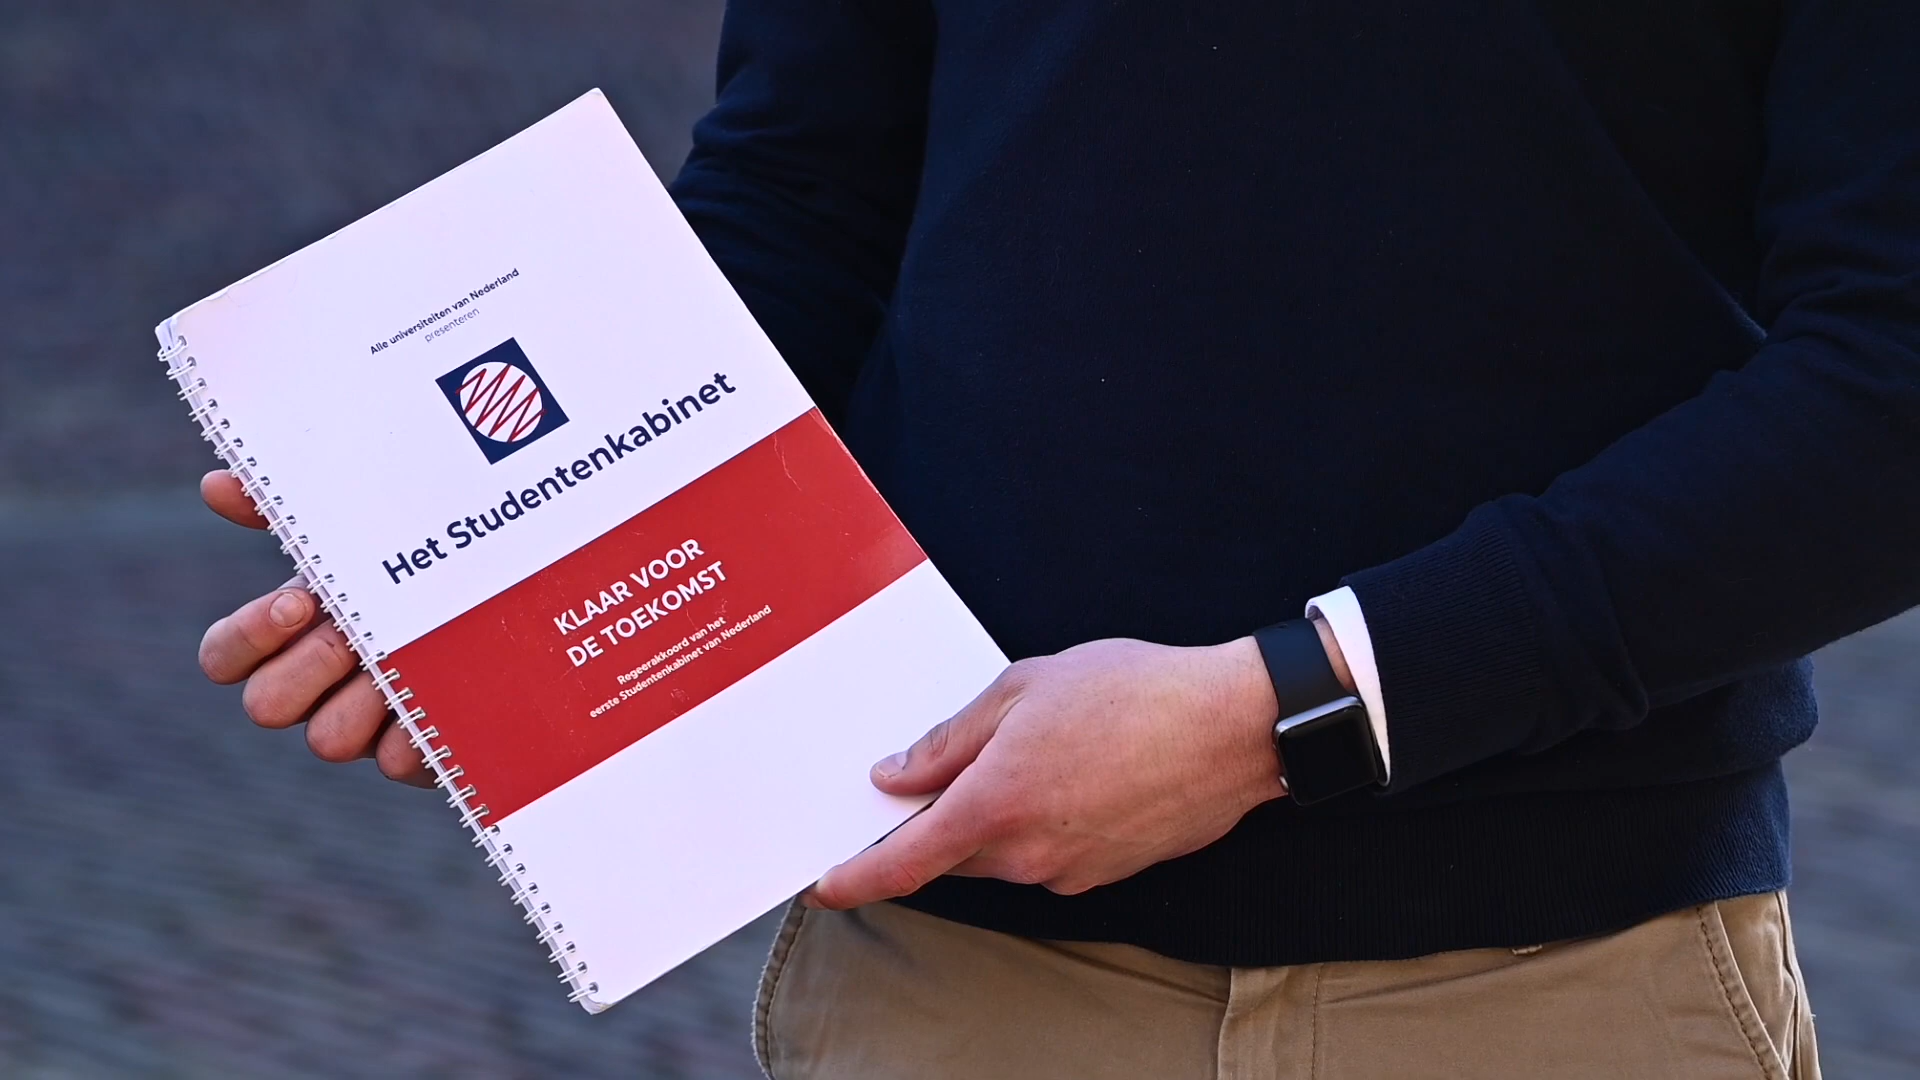 Alle universiteiten van Nederland
presenteren
Het Studentenkabinet
KLAAR VOOR
DE TOEKOMST
Regeerakkoord van het
eerste Studentenkabinet van Nederland